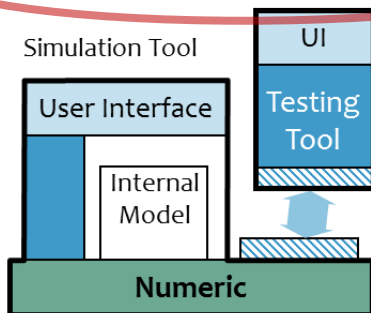 Simulation Tool
User Interface
Internal
Model
UI
Testing
Tool
Numeric